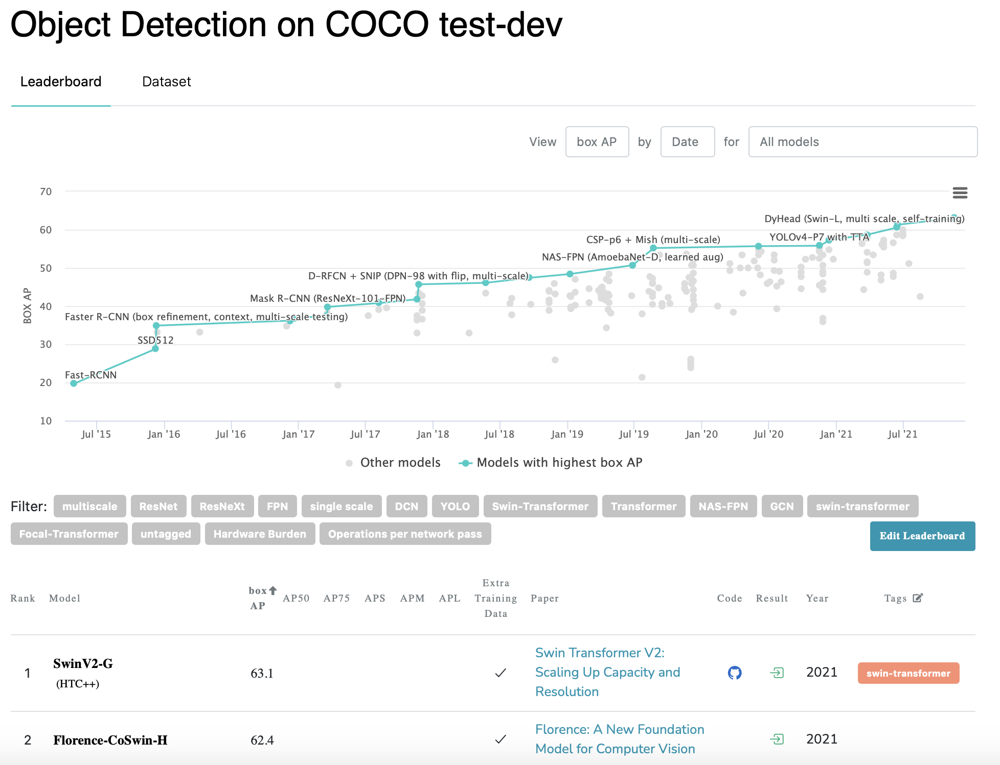 Object Detection on COCO test-dev
Leaderboard Dataset
View box AP by Date for All models
70
60
50
40
30
20
10
BOX AP
DyHead (Swin-L, multi scale, self-training)
YOLOv4-P7 with TTA
CSP-p6 + Mish (multi-scale)
NAS-FPN (AmoebaNet-D, learned aug)
D-RFCN + SNIP (DPN-98 with flip, multi-scale)
Mask R-CNN (ResNeXt-101-FPN)
Faster R-CNN (box refinement, context, multi-scale testing)
SSD512
Fast-RCNN
Jul '15 Jan '16 Jul '16 Jan '17 Jul '17 Jan '18 Jul '18 Jan '19 Jul '19 Jan '20 Jul '20 Jan '21 Jul '21
Other models Models with highest box AP
Filter: multiscale ResNet ResNeXt FPN single scale DCN YOLO Swin-Transformer Transformer NAS-FPN GCN swin-transformer
Focal-Transformer untagged Hardware Burden Operations per network pass
Edit Leaderboard
Rank Model box AP AP50 AP75 APS APM APL Extra Training Data Paper Code Result Year Tags
1 SwinV2-G (HTC++) 63.1 ✓ Swin Transformer V2: Scaling Up Capacity and Resolution 2021 swin-transformer
2 Florence-CoSwin-H 62.4 ✓ Florence: A New Foundation Model for Computer Vision 2021